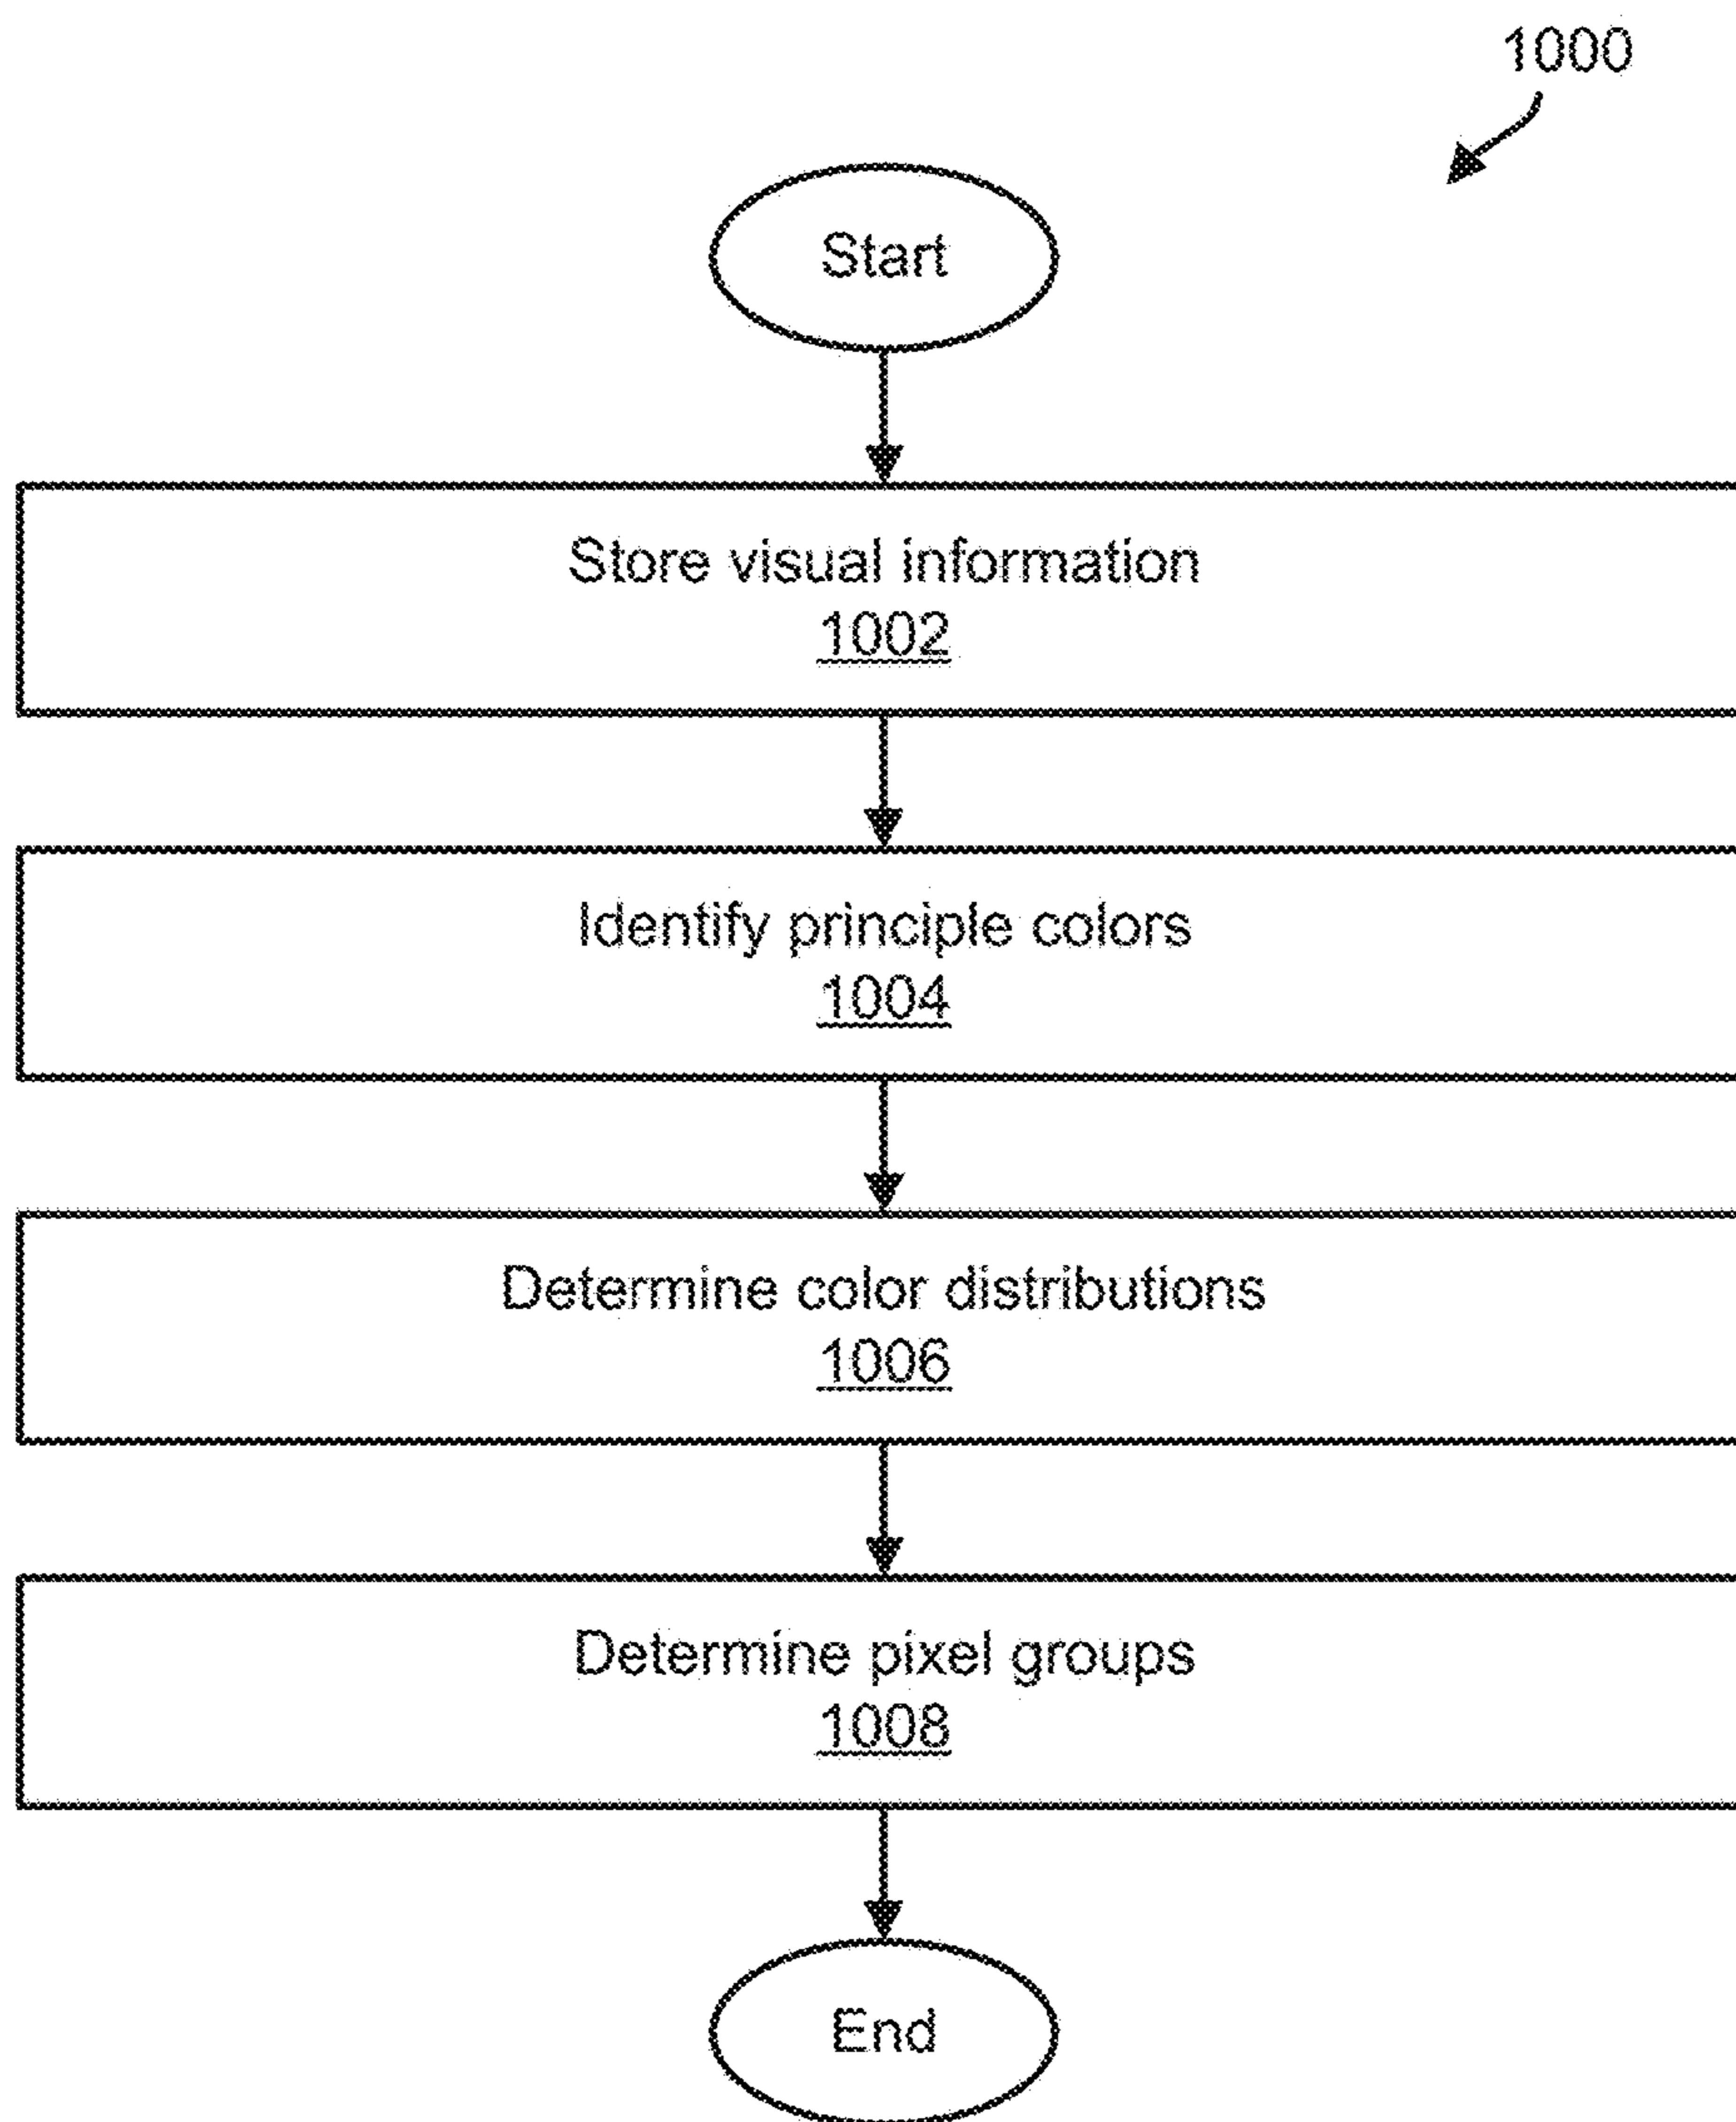 1000
Start
Store visual information
1002
Identify principle colors
1004
Determine color distributions
1006
Determine pixel groups
1008
End